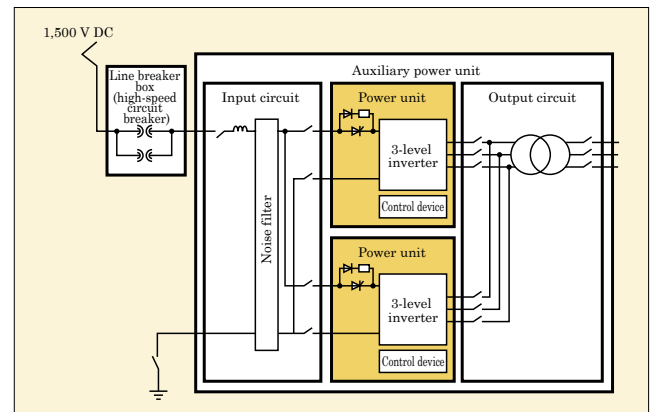 1,500 V DC
Line breaker
box
(high-speed
circuit
breaker)
Auxiliary power unit
Input circuit
Power unit
Output circuit
3-level
inverter
Control device
Noise filter
Power unit
3-level
inverter
Control device